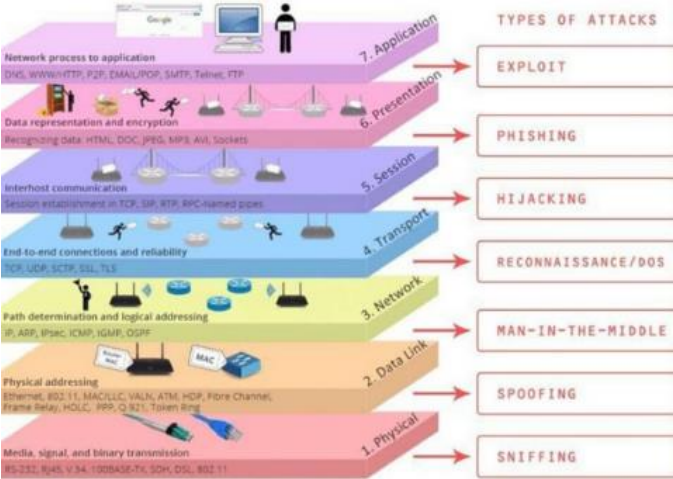 TYPES OF ATTACKS
Google
7. Application
Network process to application
DNS, WWW/HTTP, P2P, EMAIL/POP, SMTP, Telnet, FTP
EXPLOIT
6. Presentation
Data representation and encryption
Recognizing data: HTML, DOC, JPEG, MP3, AVI, Sockets
PHISHING
5. Session
Interhost communication
Session establishment in TCP, SIP, RTP, RPC-Named pipes
HIJACKING
4. Transport
End-to-end connections and reliability
TCP, UDP, SCTP, SSL, TLS
RECONNAISSANCE/DOS
3. Network
Path determination and logical addressing
IP, ARP, IPsec, ICMP, IGMP, OSPF
MAN-IN-THE-MIDDLE
Router MAC
MAC
2. Data Link
Physical addressing
Ethernet, 802.11, MAC/LLC, VALN, ATM, HDP, Fibre Channel,
Frame Relay, HDLC, PPP, Q.921, Token Ring
SPOOFING
1. Physical
Media, signal, and binary transmission
RS-232, RJ45, V.34, 100BASE-TX, SDH, DSL, 802.11
SNIFFING